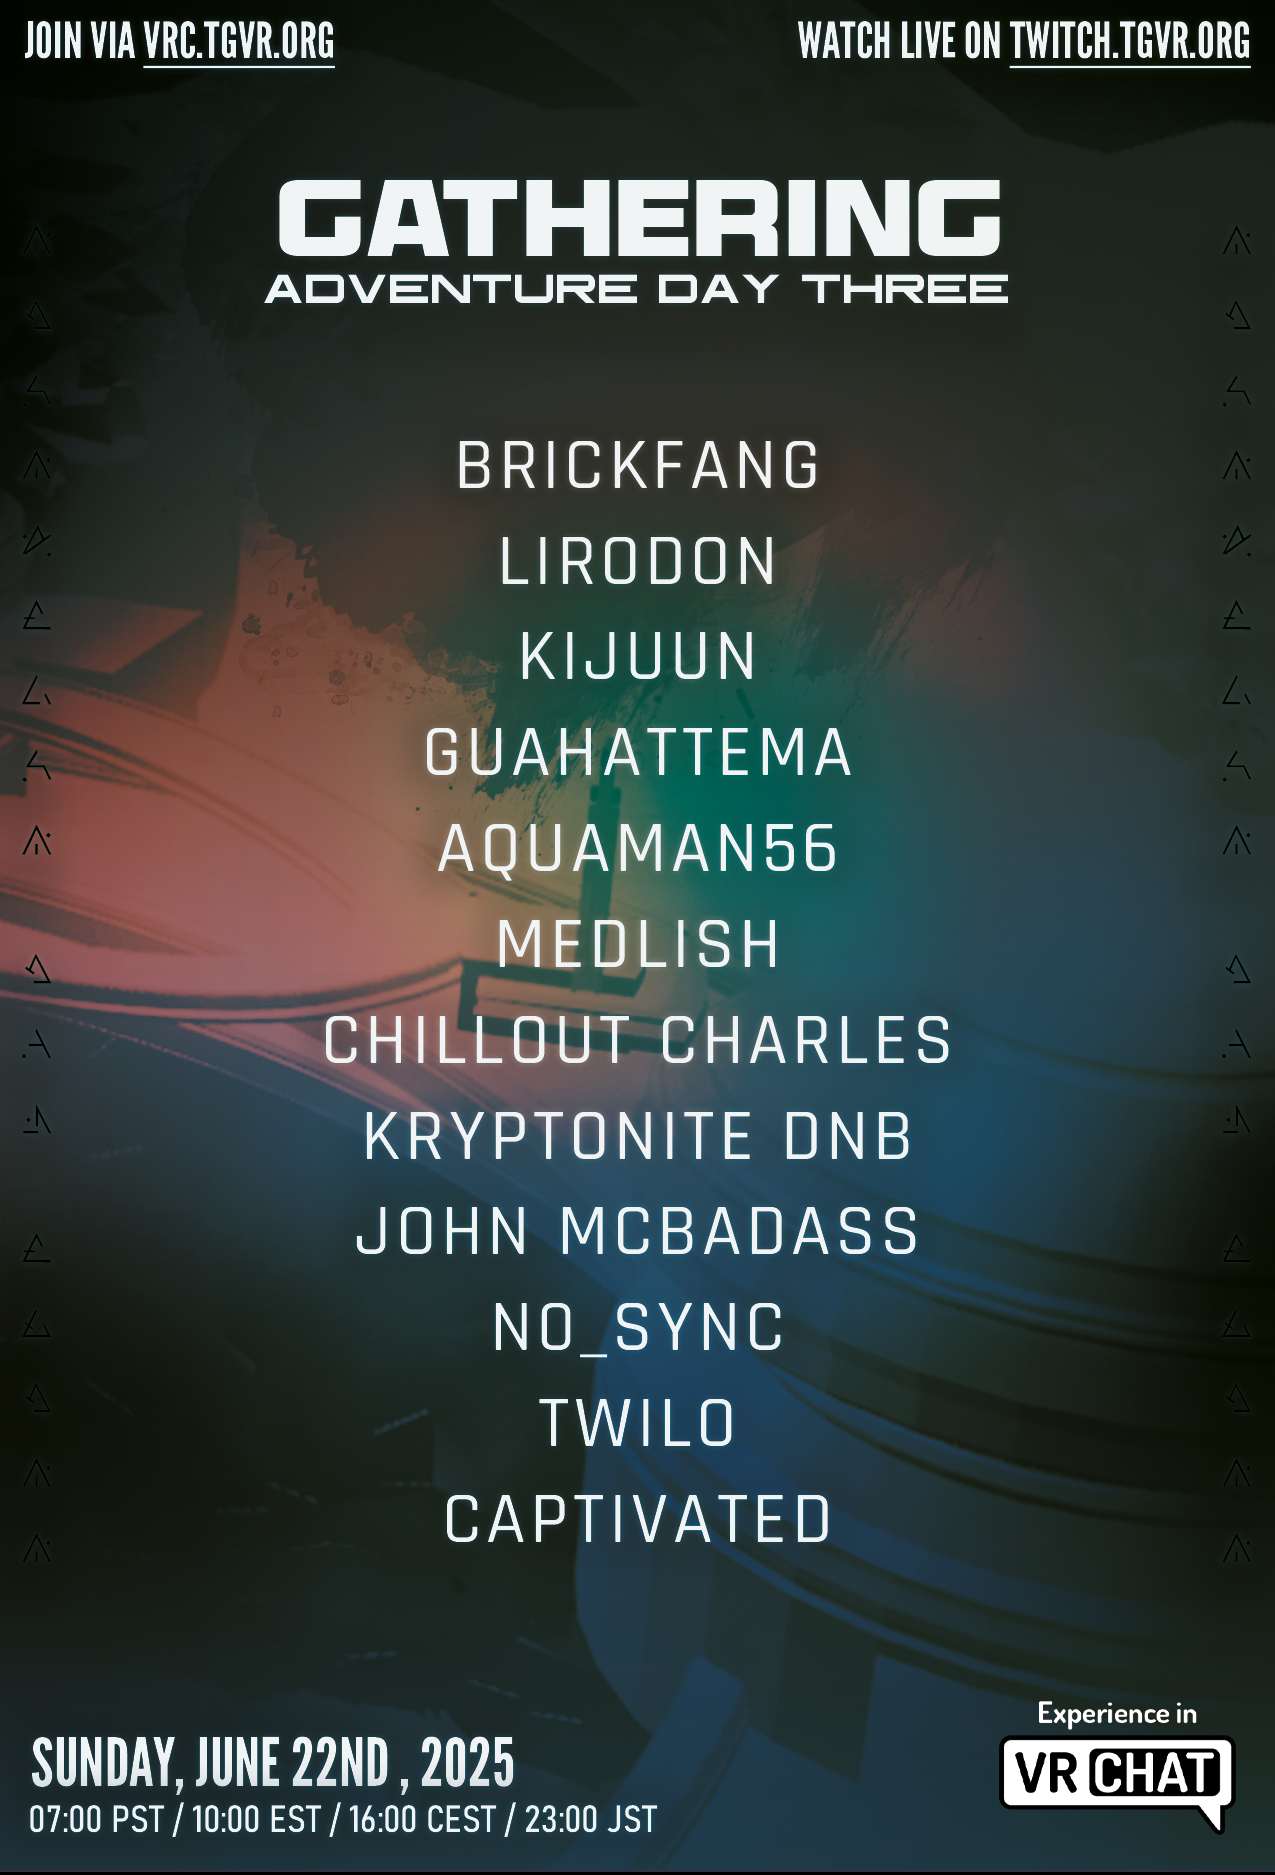 JOIN VIA VRC.TGVR.ORG
WATCH LIVE ON TWITCH.TGVR.ORG
GATHERING
ADVENTURE DAY THREE
BRICKFANG
LIRODON
KIJUUN
GUAHATTEMA
AQUAMAN56
MEDLISH
CHILLOUT CHARLES
KRYPTONITE DNB
JOHN MCBADASS
NO_SYNC
TWILO
CAPTIVATED
SUNDAY, JUNE 22ND , 2025
07:00 PST / 10:00 EST / 16:00 CEST / 23:00 JST
Experience in
VRCHAT